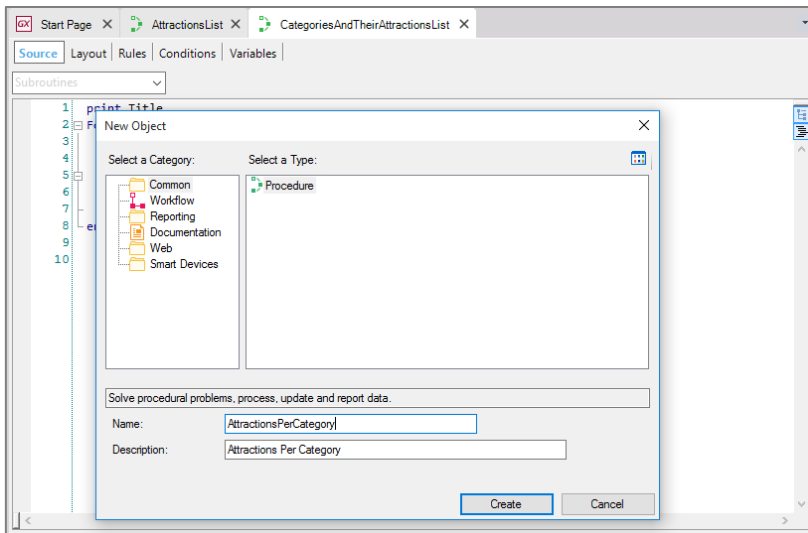 GX Start Page AttractionsList CategoriesAndTheirAttractionsList
Source Layout Rules Conditions Variables
Subroutines
1 print Title
2
3
4
5
6
7
8
9
10
New Object
Select a Category: Select a Type:
Common Procedure
Workflow
Reporting
Documentation
Web
Smart Devices
Solve procedural problems, process, update and report data.
Name: AttractionsPerCategory
Description: Attractions Per Category
Create Cancel